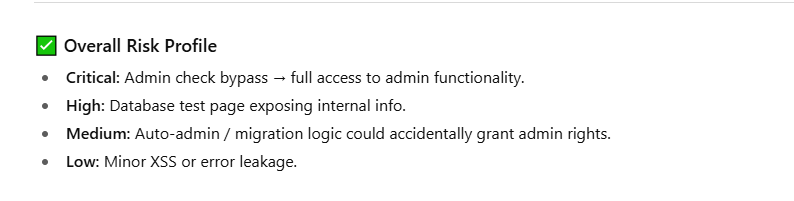 ✅ Overall Risk Profile
• Critical: Admin check bypass → full access to admin functionality.
• High: Database test page exposing internal info.
• Medium: Auto-admin / migration logic could accidentally grant admin rights.
• Low: Minor XSS or error leakage.